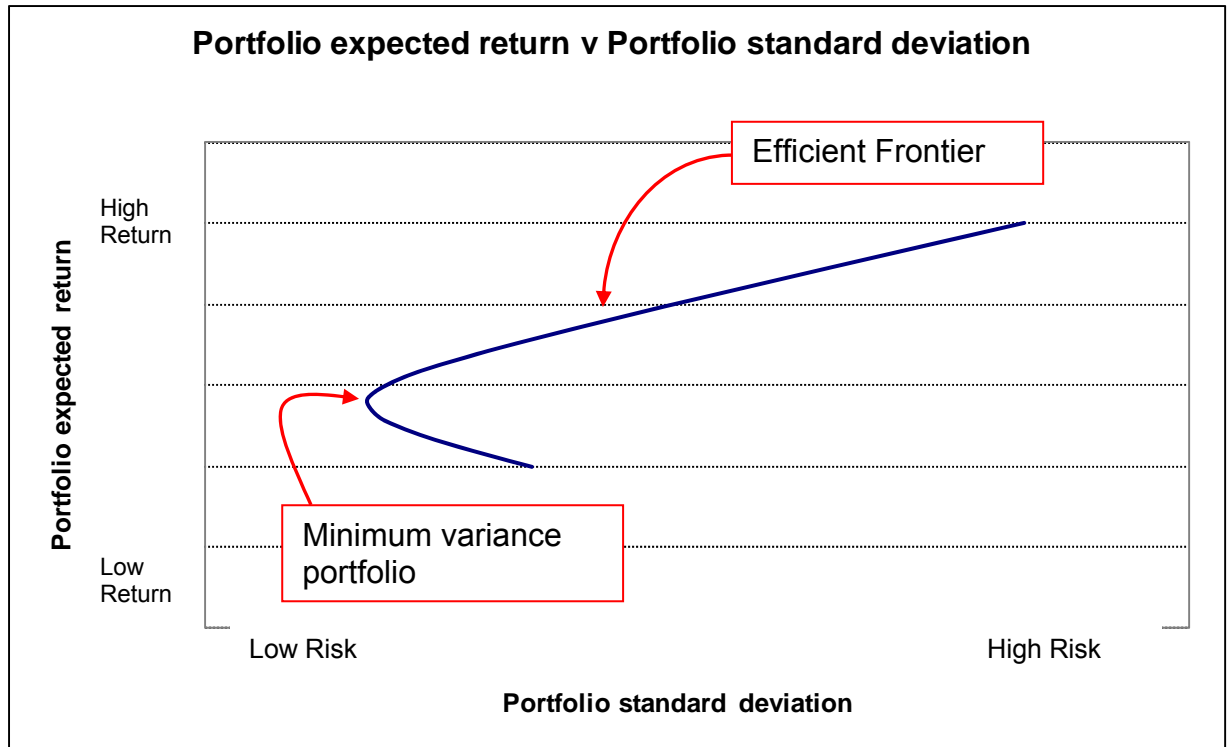 Portfolio expected return v Portfolio standard deviation
Efficient Frontier
High
Return
Portfolio expected return
Minimum variance
portfolio
Low
Return
Low Risk
High Risk
Portfolio standard deviation